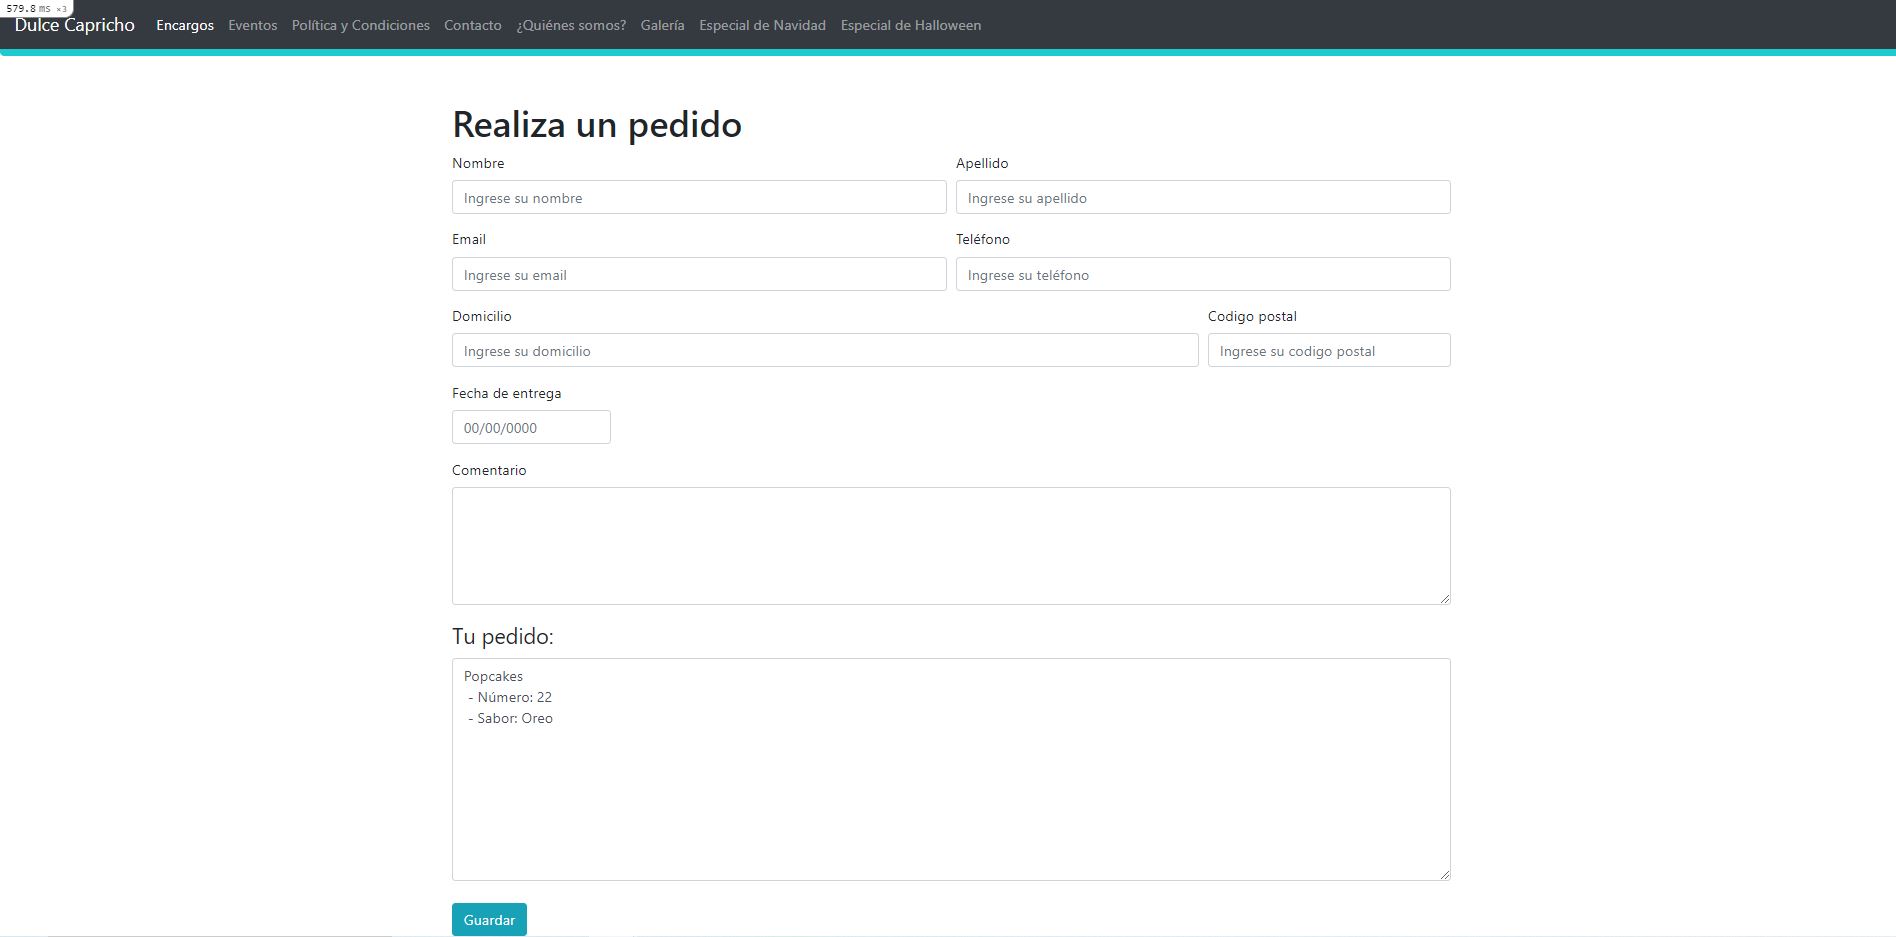 579.8 ms ×3
Dulce Capricho Encargos Eventos Política y Condiciones Contacto ¿Quiénes somos? Galería Especial de Navidad Especial de Halloween
Realiza un pedido
Nombre Apellido
Ingrese su nombre Ingrese su apellido
Email Teléfono
Ingrese su email Ingrese su teléfono
Domicilio Codigo postal
Ingrese su domicilio Ingrese su codigo postal
Fecha de entrega
00/00/0000
Comentario
Tu pedido:
Popcakes
- Número: 22
- Sabor: Oreo
Guardar